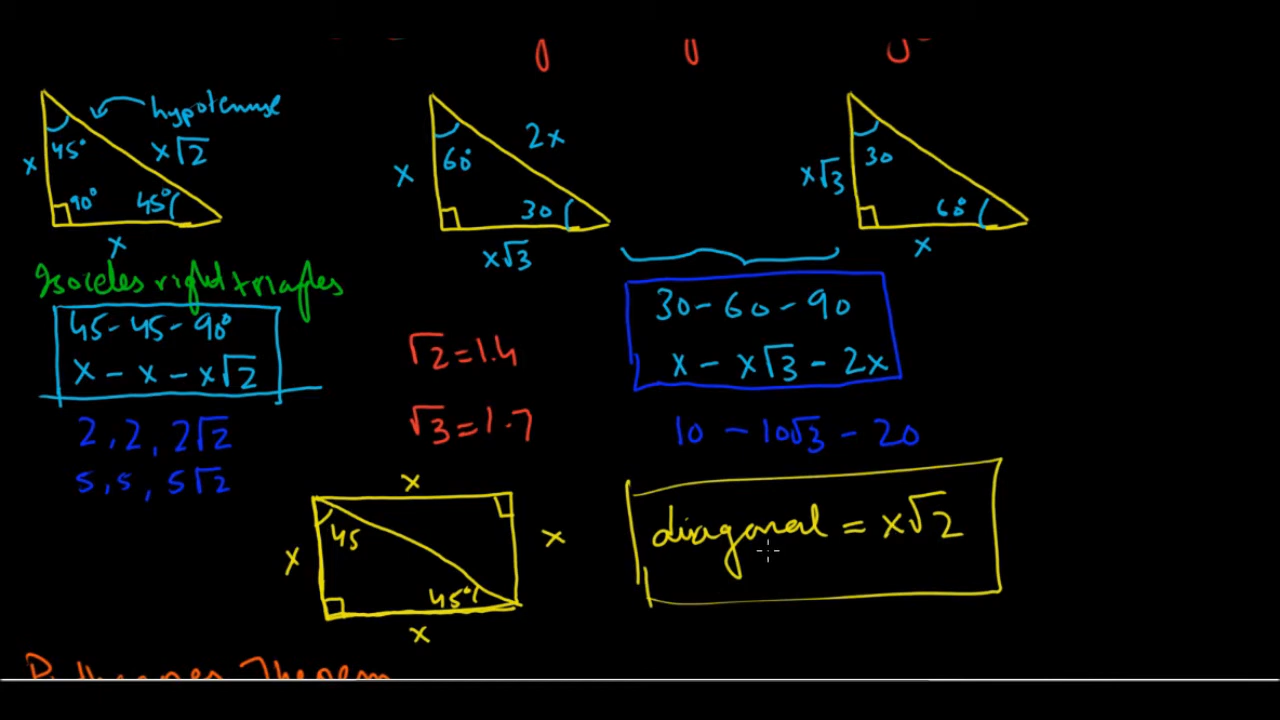 hypotenuse
x
45°
x√2
90°
45°
x
x
60°
2x
30
x√3
x√3
30
60°
x
Isoceles right triangles
45-45-90°
x - x - x√2
2, 2, 2√2
5, 5, 5√2
√2 = 1.4
√3 = 1.7
30-60-90
x - x√3 - 2x
10 - 10√3 - 20
x
x
45
45°
x
x
diagonal = x√2
Theorem